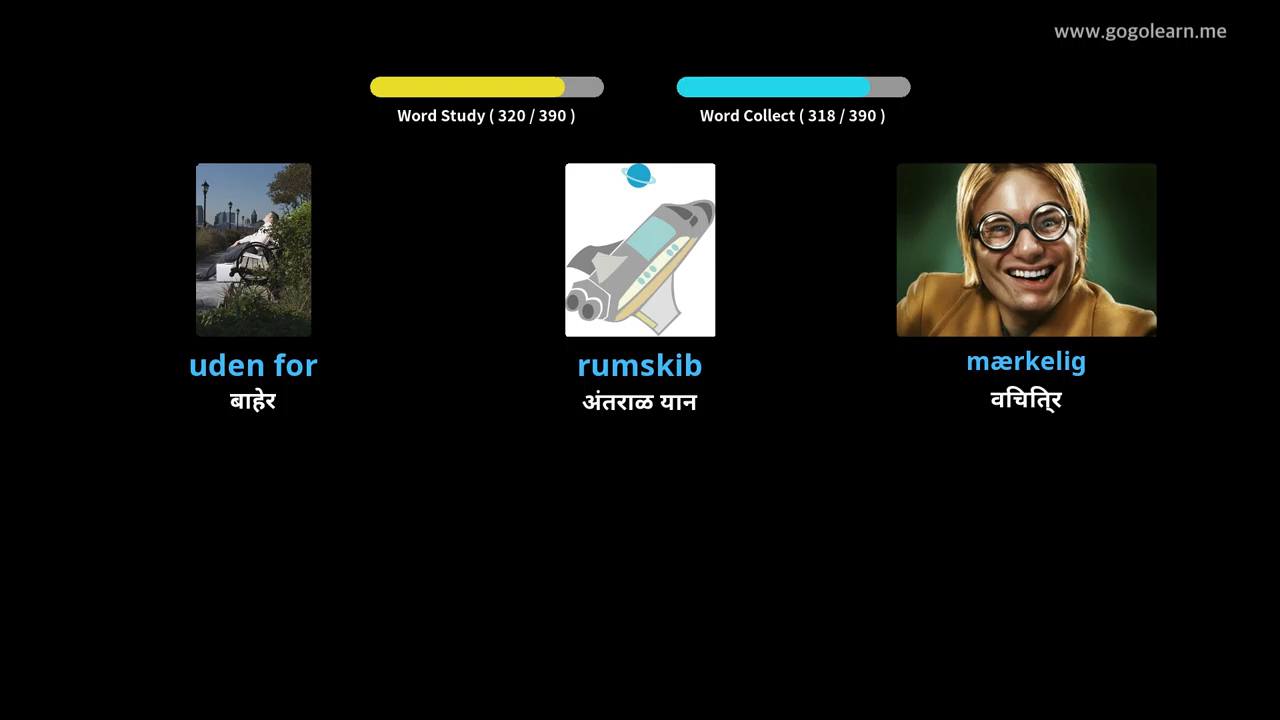 www.gogolearn.me
Word Study ( 320 / 390 )
Word Collect ( 318 / 390 )
uden for
rumskib
mærkelig
बाहेर
अंतराळ यान
वचित्रि